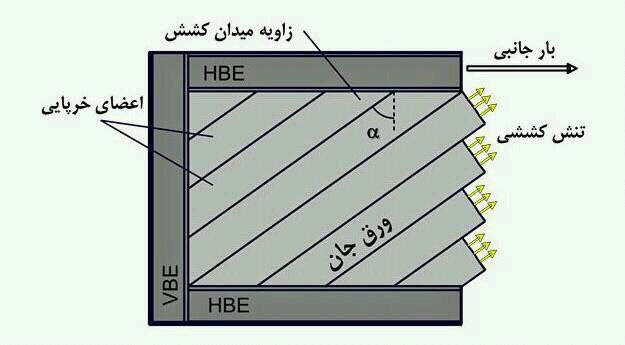 زاویه میدان کشش
بار جانبی
HBE
اعضای خرپایی
α
تنش کششی
ورق جان
VBE
HBE